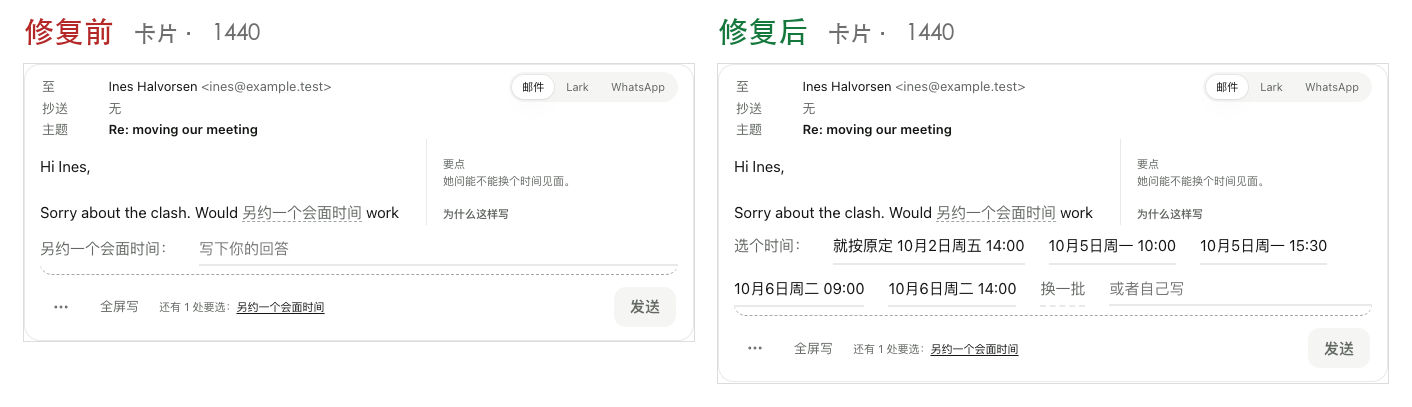 修复前 卡片 · 1440
至 Ines Halvorsen <ines@example.test> 邮件 Lark WhatsApp
抄送 无
主题 Re: moving our meeting
Hi Ines,
要点
她问能不能换个时间见面。
Sorry about the clash. Would 另约一个会面时间 work
为什么这样写
另约一个会面时间： 写下你的回答
··· 全屏写 还有 1 处要选：另约一个会面时间 发送
修复后 卡片 · 1440
至 Ines Halvorsen <ines@example.test> 邮件 Lark WhatsApp
抄送 无
主题 Re: moving our meeting
Hi Ines,
要点
她问能不能换个时间见面。
Sorry about the clash. Would 另约一个会面时间 work
为什么这样写
选个时间： 就按原定 10月2日周五 14:00 10月5日周一 10:00 10月5日周一 15:30
10月6日周二 09:00 10月6日周二 14:00 换一批 或者自己写
··· 全屏写 还有 1 处要选：另约一个会面时间 发送